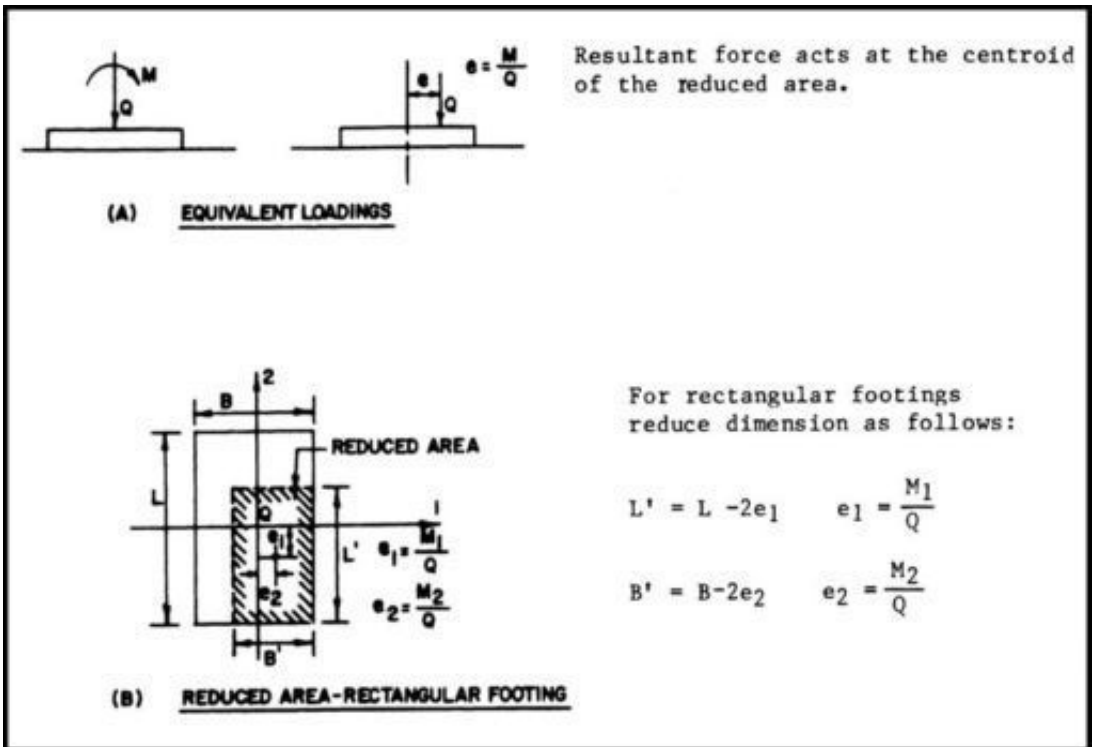 M
Q
e
e = M/Q
Q
Resultant force acts at the centroid
of the reduced area.
(A) EQUIVALENT LOADINGS
2
B
REDUCED AREA
L
Q
1
e1
L'
e1 = M1/Q
e2
e2 = M2/Q
B'
For rectangular footings
reduce dimension as follows:
L' = L -2e1 e1 = M1/Q
B' = B-2e2 e2 = M2/Q
(B) REDUCED AREA-RECTANGULAR FOOTING